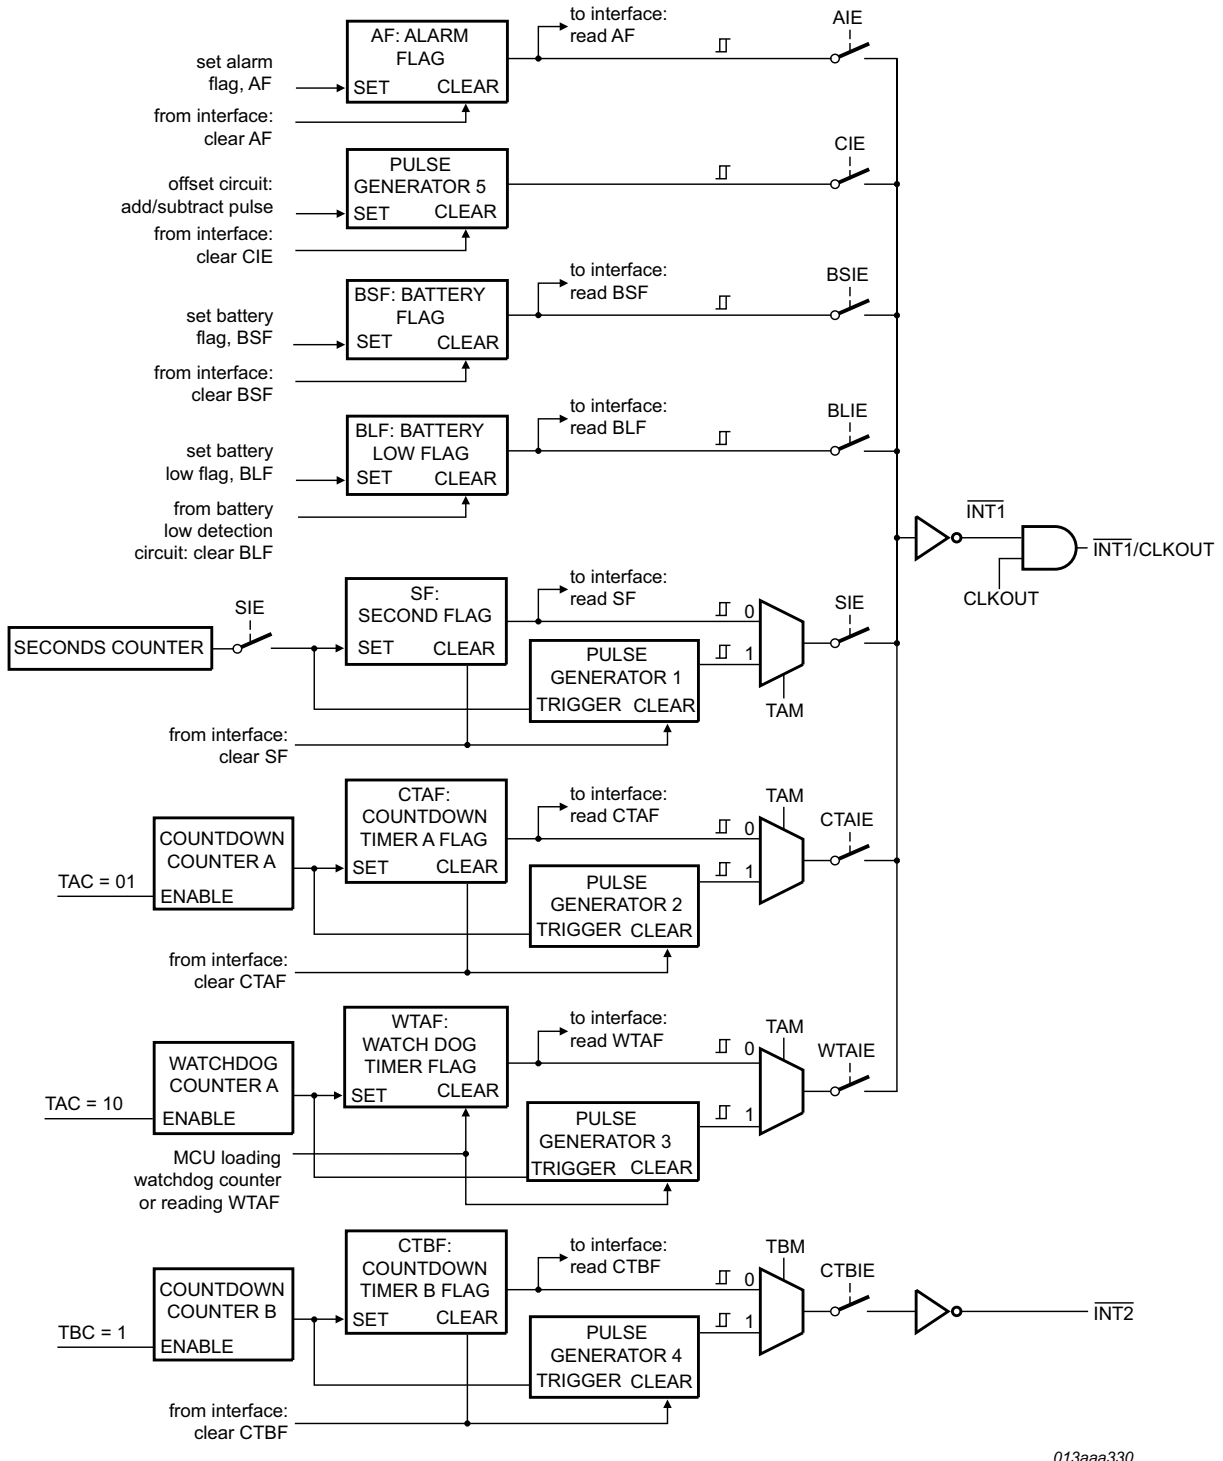 to interface:
read AF
AIE
AF: ALARM
FLAG
SET
CLEAR
set alarm
flag, AF
from interface:
clear AF
CIE
PULSE
GENERATOR 5
SET
CLEAR
offset circuit:
add/subtract pulse
from interface:
clear CIE
to interface:
read BSF
BSIE
BSF: BATTERY
FLAG
SET
CLEAR
set battery
flag, BSF
from interface:
clear BSF
to interface:
read BLF
BLIE
BLF: BATTERY
LOW FLAG
SET
CLEAR
set battery
low flag, BLF
from battery
low detection
circuit: clear BLF
INT1
INT1/CLKOUT
CLKOUT
to interface:
read SF
SF:
SECOND FLAG
SET
CLEAR
SIE
SECONDS COUNTER
0
1
SIE
PULSE
GENERATOR 1
TRIGGER
CLEAR
TAM
from interface:
clear SF
to interface:
read CTAF
TAM
CTAIE
CTAF:
COUNTDOWN
TIMER A FLAG
SET
CLEAR
COUNTDOWN
COUNTER A
ENABLE
TAC = 01
0
1
PULSE
GENERATOR 2
TRIGGER
CLEAR
from interface:
clear CTAF
to interface:
read WTAF
TAM
WTAIE
WTAF:
WATCH DOG
TIMER FLAG
SET
CLEAR
WATCHDOG
COUNTER A
ENABLE
TAC = 10
0
1
PULSE
GENERATOR 3
TRIGGER
CLEAR
MCU loading
watchdog counter
or reading WTAF
to interface:
read CTBF
TBM
CTBIE
CTBF:
COUNTDOWN
TIMER B FLAG
SET
CLEAR
COUNTDOWN
COUNTER B
ENABLE
TBC = 1
0
1
INT2
PULSE
GENERATOR 4
TRIGGER
CLEAR
from interface:
clear CTBF
013aaa330